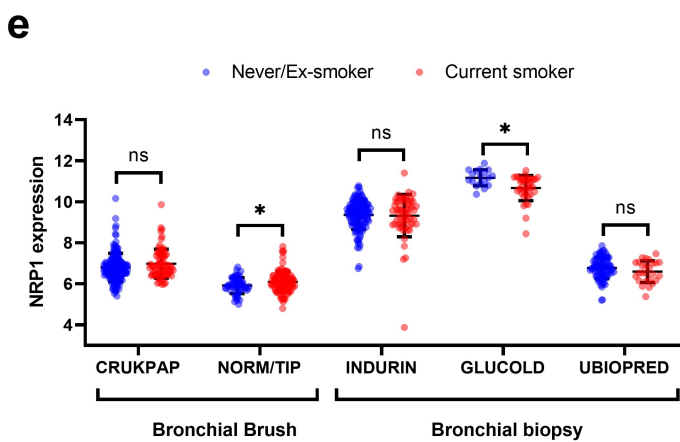 e
Never/Ex-smoker Current smoker
NRP1 expression
14
12
10
8
6
4
ns
*
ns
*
ns
CRUKPAP NORM/TIP INDURIN GLUCOLD UBIOPRED
Bronchial Brush Bronchial biopsy